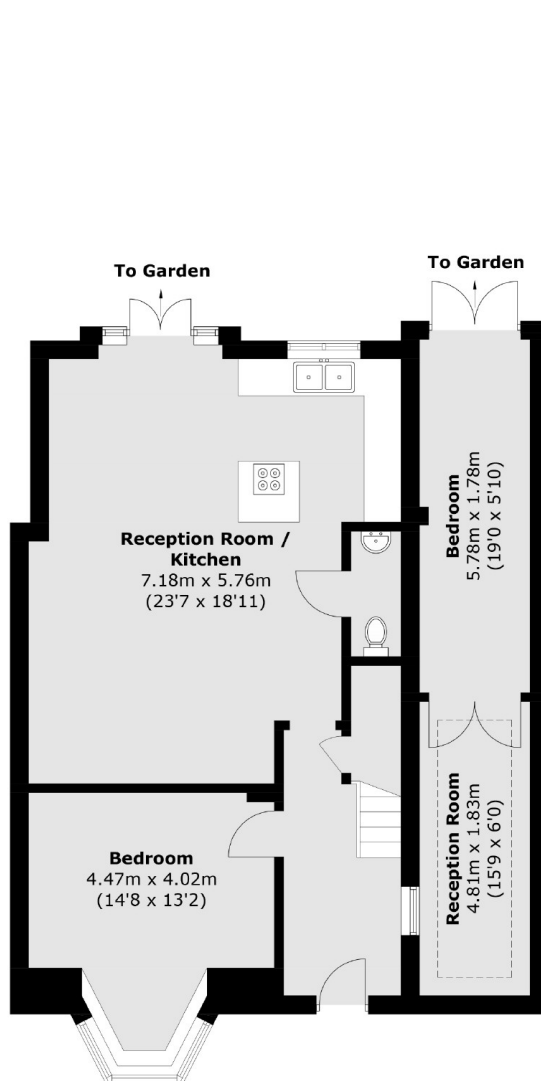 To Garden
To Garden
Reception Room /
Kitchen
7.18m x 5.76m
(23'7 x 18'11)
Bedroom
5.78m x 1.78m
(19'0 x 5'10)
Bedroom
4.47m x 4.02m
(14'8 x 13'2)
Reception Room
4.81m x 1.83m
(15'9 x 6'0)